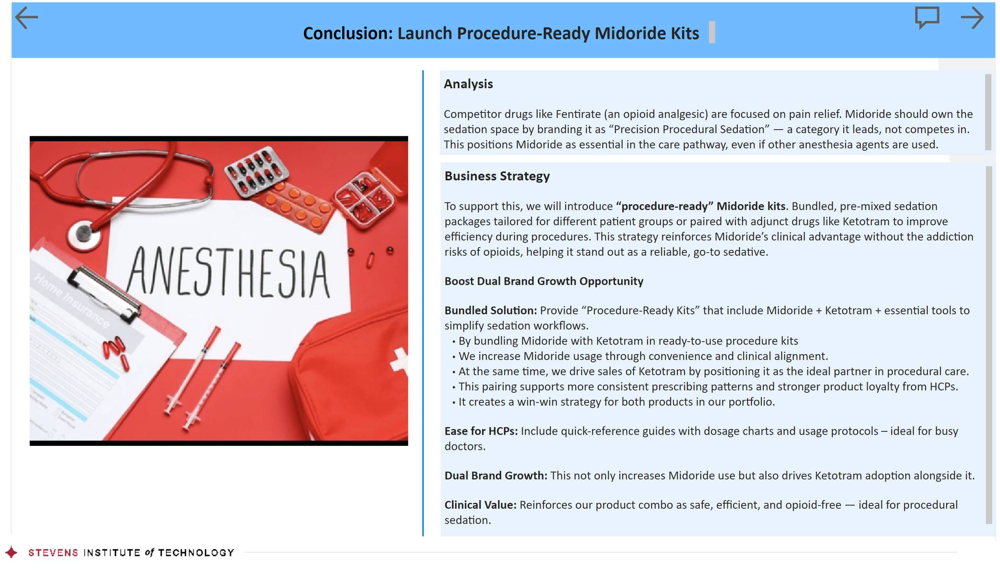 Conclusion: Launch Procedure-Ready Midoride Kits
ANESTHESIA
Home Insurance
Analysis
Competitor drugs like Fentirate (an opioid analgesic) are focused on pain relief. Midoride should own the
sedation space by branding it as “Precision Procedural Sedation” — a category it leads, not competes in.
This positions Midoride as essential in the care pathway, even if other anesthesia agents are used.
Business Strategy
To support this, we will introduce “procedure-ready” Midoride kits. Bundled, pre-mixed sedation
packages tailored for different patient groups or paired with adjunct drugs like Ketotram to improve
efficiency during procedures. This strategy reinforces Midoride’s clinical advantage without the addiction
risks of opioids, helping it stand out as a reliable, go-to sedative.
Boost Dual Brand Growth Opportunity
Bundled Solution: Provide “Procedure-Ready Kits” that include Midoride + Ketotram + essential tools to
simplify sedation workflows.
• By bundling Midoride with Ketotram in ready-to-use procedure kits
• We increase Midoride usage through convenience and clinical alignment.
• At the same time, we drive sales of Ketotram by positioning it as the ideal partner in procedural care.
• This pairing supports more consistent prescribing patterns and stronger product loyalty from HCPs.
• It creates a win-win strategy for both products in our portfolio.
Ease for HCPs: Include quick-reference guides with dosage charts and usage protocols – ideal for busy
doctors.
Dual Brand Growth: This not only increases Midoride use but also drives Ketotram adoption alongside it.
Clinical Value: Reinforces our product combo as safe, efficient, and opioid-free — ideal for procedural
sedation.
STEVENS INSTITUTE of TECHNOLOGY